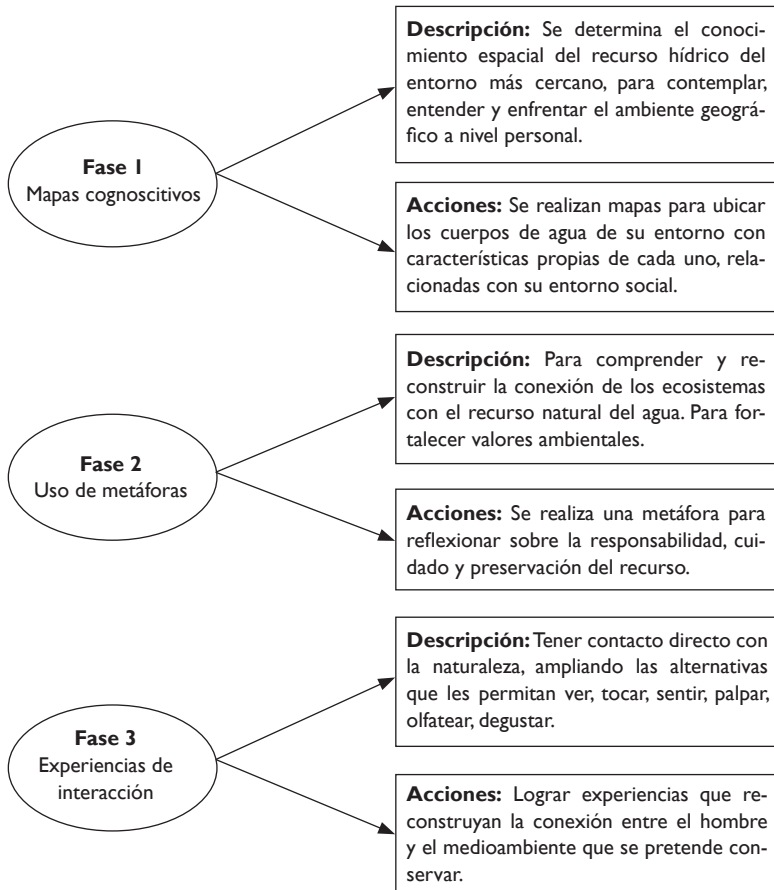 Descripción: Se determina el conoci-
miento espacial del recurso hídrico del
entorno más cercano, para contemplar,
entender y enfrentar el ambiente geográ-
fico a nivel personal.
Fase 1
Mapas cognoscitivos
Acciones: Se realizan mapas para ubicar
los cuerpos de agua de su entorno con
características propias de cada uno, rela-
cionadas con su entorno social.
Descripción: Para comprender y re-
construir la conexión de los ecosistemas
con el recurso natural del agua. Para for-
talecer valores ambientales.
Fase 2
Uso de metáforas
Acciones: Se realiza una metáfora para
reflexionar sobre la responsabilidad, cui-
dado y preservación del recurso.
Descripción: Tener contacto directo con
la naturaleza, ampliando las alternativas
que les permitan ver, tocar, sentir, palpar,
olfatear, degustar.
Fase 3
Experiencias de
interacción
Acciones: Lograr experiencias que re-
construyan la conexión entre el hombre
y el medioambiente que se pretende con-
servar.